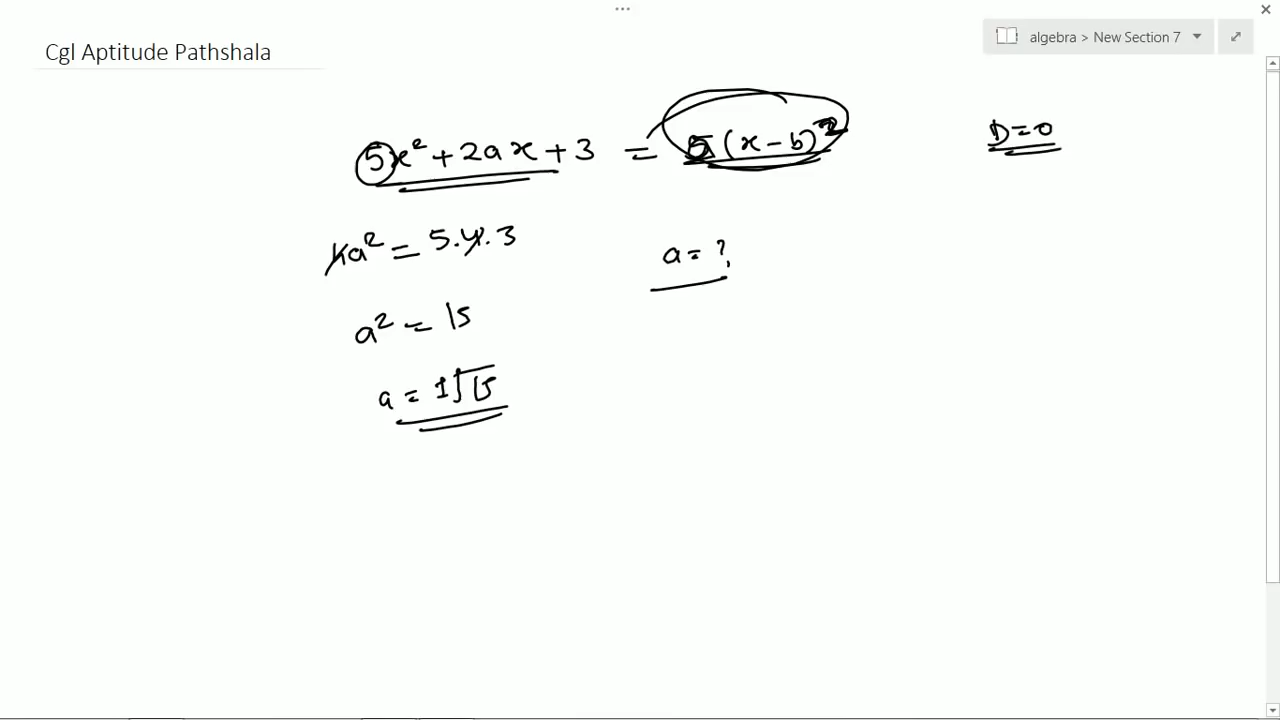 ...
algebra > New Section 7
Cgl Aptitude Pathshala
5x² + 2ax + 3 = 5(x - b)²
D = 0
4a² = 5.4.3
a = ?
a² = 15
a = 1√15